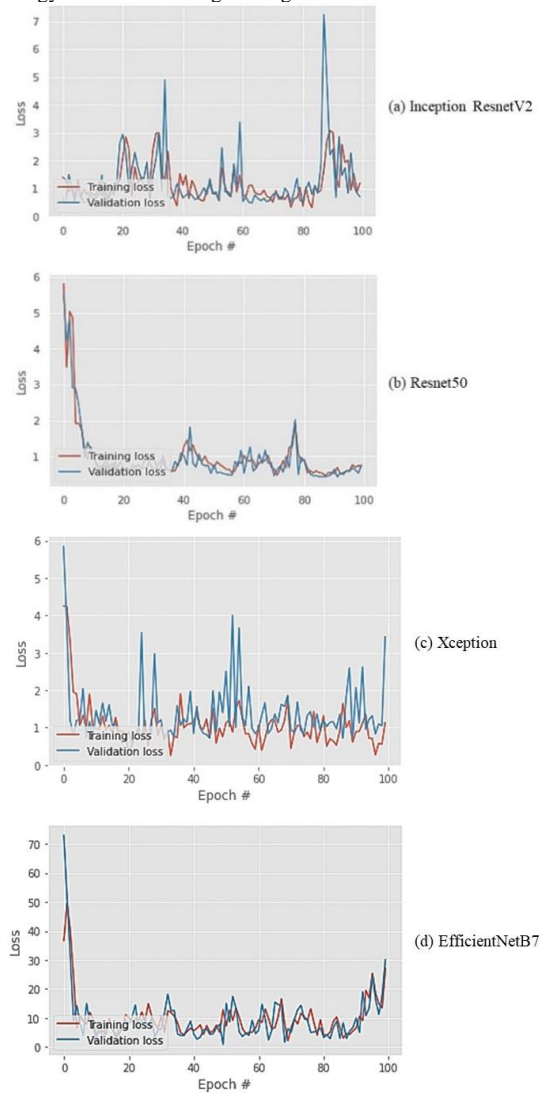 7
6
5
4
3
2
1
0
Loss
Training loss
Validation loss
0 20 40 60 80 100
Epoch #
(a) Inception ResnetV2
6
5
4
3
2
1
Loss
Training loss
Validation loss
0 20 40 60 80 100
Epoch #
(b) Resnet50
6
5
4
3
2
1
0
Loss
Training loss
Validation loss
0 20 40 60 80 100
Epoch #
(c) Xception
70
60
50
40
30
20
10
0
Loss
Training loss
Validation loss
0 20 40 60 80 100
Epoch #
(d) EfficientNetB7